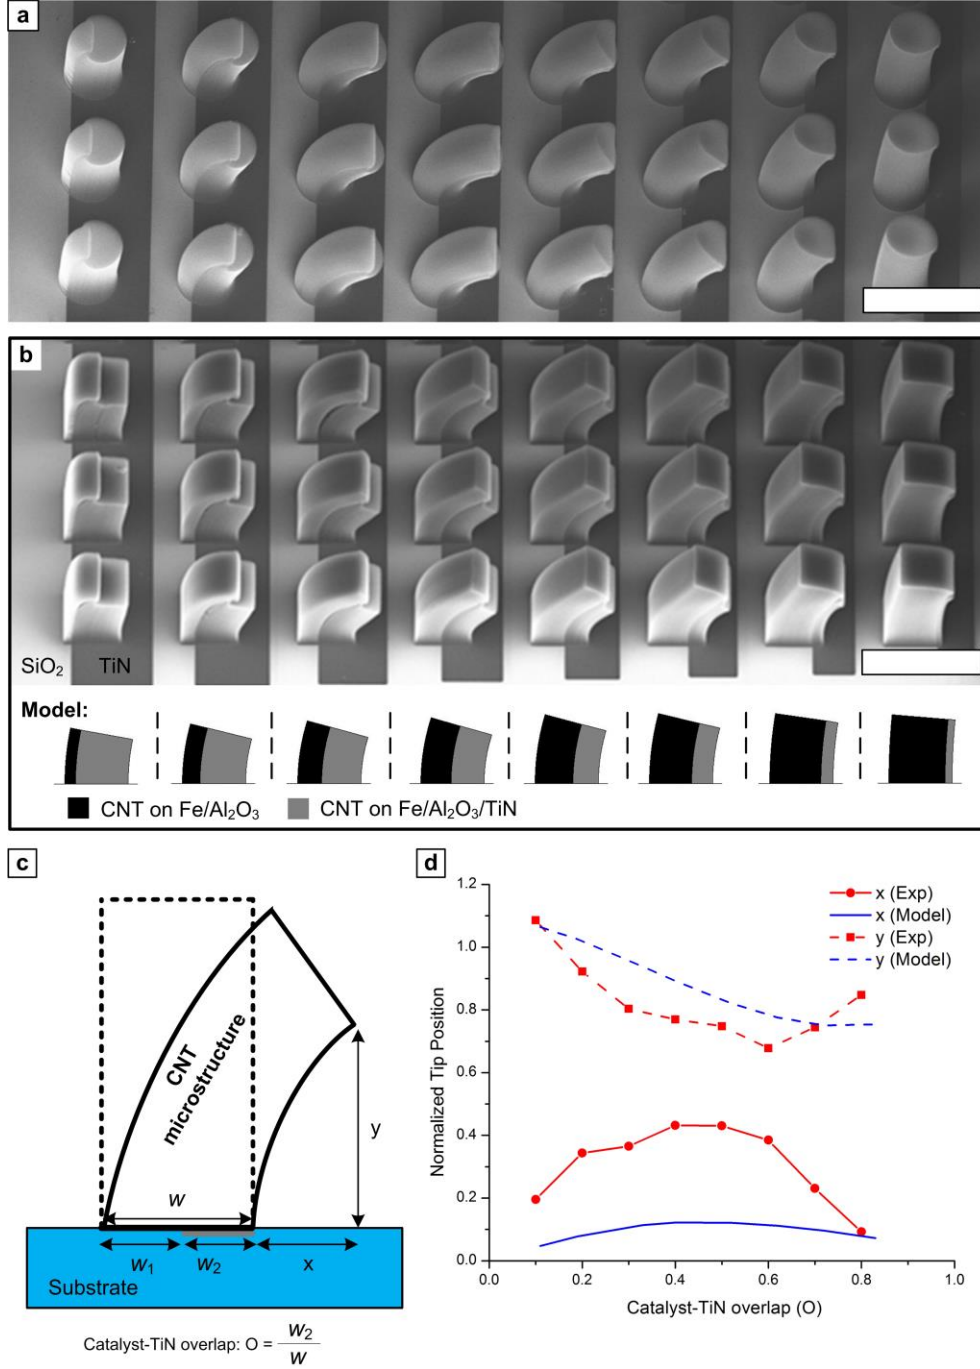 a
b
SiO₂ TiN
Model:
CNT on Fe/Al₂O₃ CNT on Fe/Al₂O₃/TiN
c
CNT
microstructure
y
w
w₁ w₂ x
Substrate
Catalyst-TiN overlap: O = w₂
w
d
1.2
1.0
0.8
0.6
0.4
0.2
0.0
Normalized Tip Position
x (Exp)
x (Model)
y (Exp)
y (Model)
0.0 0.2 0.4 0.6 0.8 1.0
Catalyst-TiN overlap (O)